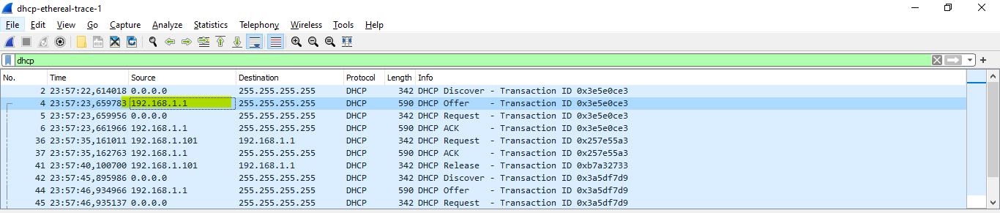 dhcp-ethereal-trace-1
File Edit View Go Capture Analyze Statistics Telephony Wireless Tools Help
dhcp
No. Time Source Destination Protocol Length Info
2 23:57:22,614018 0.0.0.0 255.255.255.255 DHCP 342 DHCP Discover - Transaction ID 0x3e5e0ce3
4 23:57:23,659783 192.168.1.1 255.255.255.255 DHCP 590 DHCP Offer - Transaction ID 0x3e5e0ce3
5 23:57:23,659956 0.0.0.0 255.255.255.255 DHCP 342 DHCP Request - Transaction ID 0x3e5e0ce3
6 23:57:23,661966 192.168.1.1 255.255.255.255 DHCP 590 DHCP ACK - Transaction ID 0x3e5e0ce3
36 23:57:35,161011 192.168.1.101 192.168.1.1 DHCP 342 DHCP Request - Transaction ID 0x257e55a3
37 23:57:35,162763 192.168.1.1 255.255.255.255 DHCP 590 DHCP ACK - Transaction ID 0x257e55a3
41 23:57:40,100700 192.168.1.101 192.168.1.1 DHCP 342 DHCP Release - Transaction ID 0xb7a32733
42 23:57:45,895986 0.0.0.0 255.255.255.255 DHCP 342 DHCP Discover - Transaction ID 0x3a5df7d9
44 23:57:46,934966 192.168.1.1 255.255.255.255 DHCP 590 DHCP Offer - Transaction ID 0x3a5df7d9
45 23:57:46,935137 0.0.0.0 255.255.255.255 DHCP 342 DHCP Request - Transaction ID 0x3a5df7d9